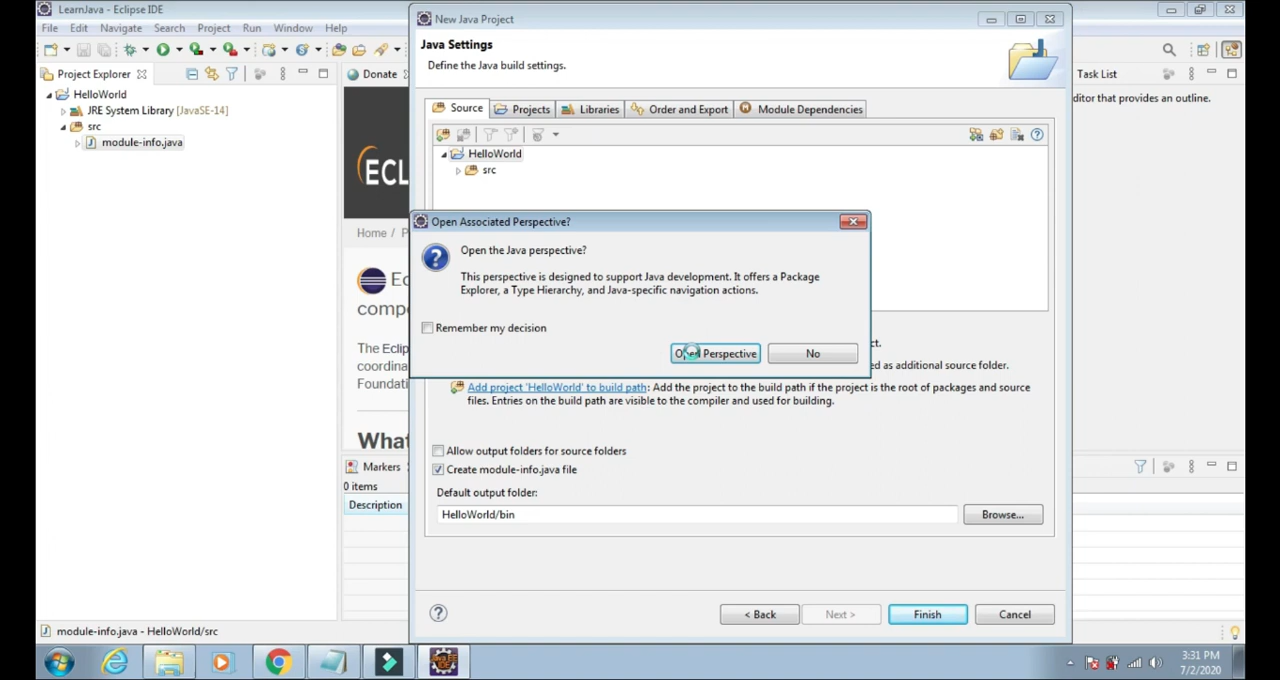 LearnJava - Eclipse IDE
File Edit Navigate Search Project Run Window Help
Project Explorer
HelloWorld
JRE System Library [JavaSE-14]
src
module-info.java
Donate
ECL
Home /
Ec
comp
The Eclip
coordina
Foundati
What
Markers
0 items
Description
New Java Project
Java Settings
Define the Java build settings.
Source Projects Libraries Order and Export Module Dependencies
HelloWorld
src
Open Associated Perspective?
Open the Java perspective?
This perspective is designed to support Java development. It offers a Package
Explorer, a Type Hierarchy, and Java-specific navigation actions.
Remember my decision
Open Perspective No
ct.
ed as additional source folder.
Add project 'HelloWorld' to build path: Add the project to the build path if the project is the root of packages and source
files. Entries on the build path are visible to the compiler and used for building.
Allow output folders for source folders
Create module-info.java file
Default output folder:
HelloWorld/bin Browse...
< Back Next > Finish Cancel
Task List
ditor that provides an outline.
module-info.java - HelloWorld/src
Java EE
IDE
3:31 PM
7/2/2020